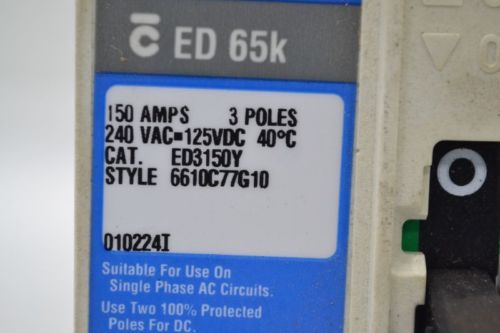 ED 65k
150 AMPS 3 POLES
240 VAC=125VDC 40°C
CAT. ED3150Y
STYLE 6610C77G10
010224I
Suitable For Use On
Single Phase AC Circuits.
Use Two 100% Protected
Poles For DC.